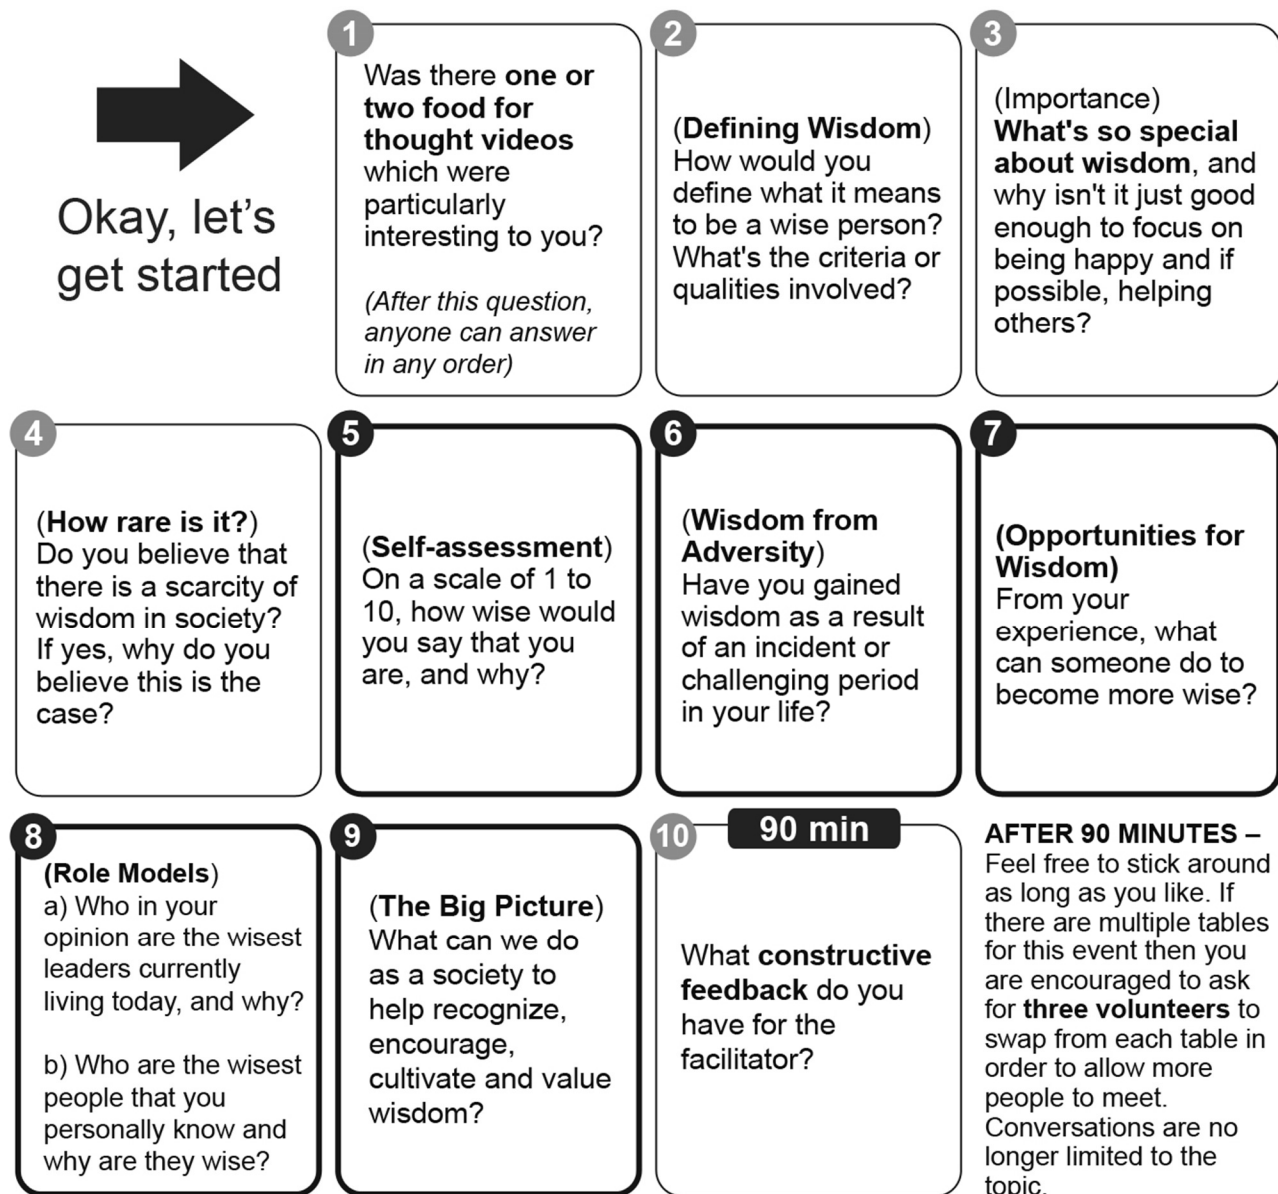 Okay, let's
get started
1
Was there one or
two food for
thought videos
which were
particularly
interesting to you?
(After this question,
anyone can answer
in any order)
2
(Defining Wisdom)
How would you
define what it means
to be a wise person?
What's the criteria or
qualities involved?
3
(Importance)
What's so special
about wisdom, and
why isn't it just good
enough to focus on
being happy and if
possible, helping
others?
4
(How rare is it?)
Do you believe that
there is a scarcity of
wisdom in society?
If yes, why do you
believe this is the
case?
5
(Self-assessment)
On a scale of 1 to
10, how wise would
you say that you
are, and why?
6
(Wisdom from
Adversity)
Have you gained
wisdom as a result
of an incident or
challenging period
in your life?
7
(Opportunities for
Wisdom)
From your
experience, what
can someone do to
become more wise?
8
(Role Models)
a) Who in your
opinion are the wisest
leaders currently
living today, and why?
b) Who are the wisest
people that you
personally know and
why are they wise?
9
(The Big Picture)
What can we do
as a society to
help recognize,
encourage,
cultivate and value
wisdom?
10
90 min
What constructive
feedback do you
have for the
facilitator?
AFTER 90 MINUTES –
Feel free to stick around
as long as you like. If
there are multiple tables
for this event then you
are encouraged to ask
for three volunteers to
swap from each table in
order to allow more
people to meet.
Conversations are no
longer limited to the
topic.